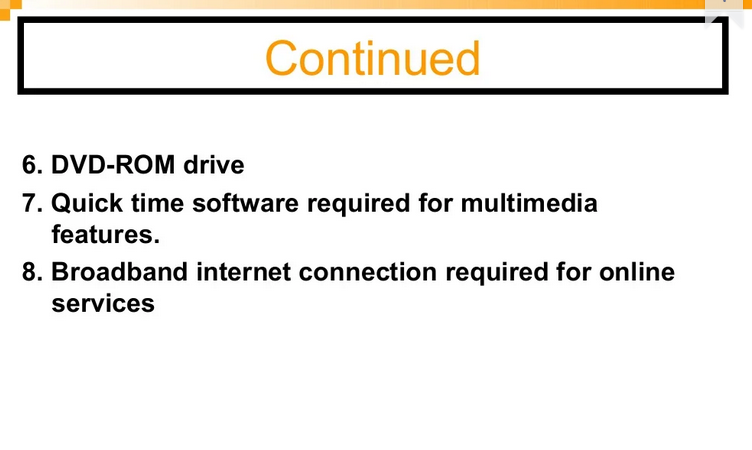 Continued
6. DVD-ROM drive
7. Quick time software required for multimedia
features.
8. Broadband internet connection required for online
services